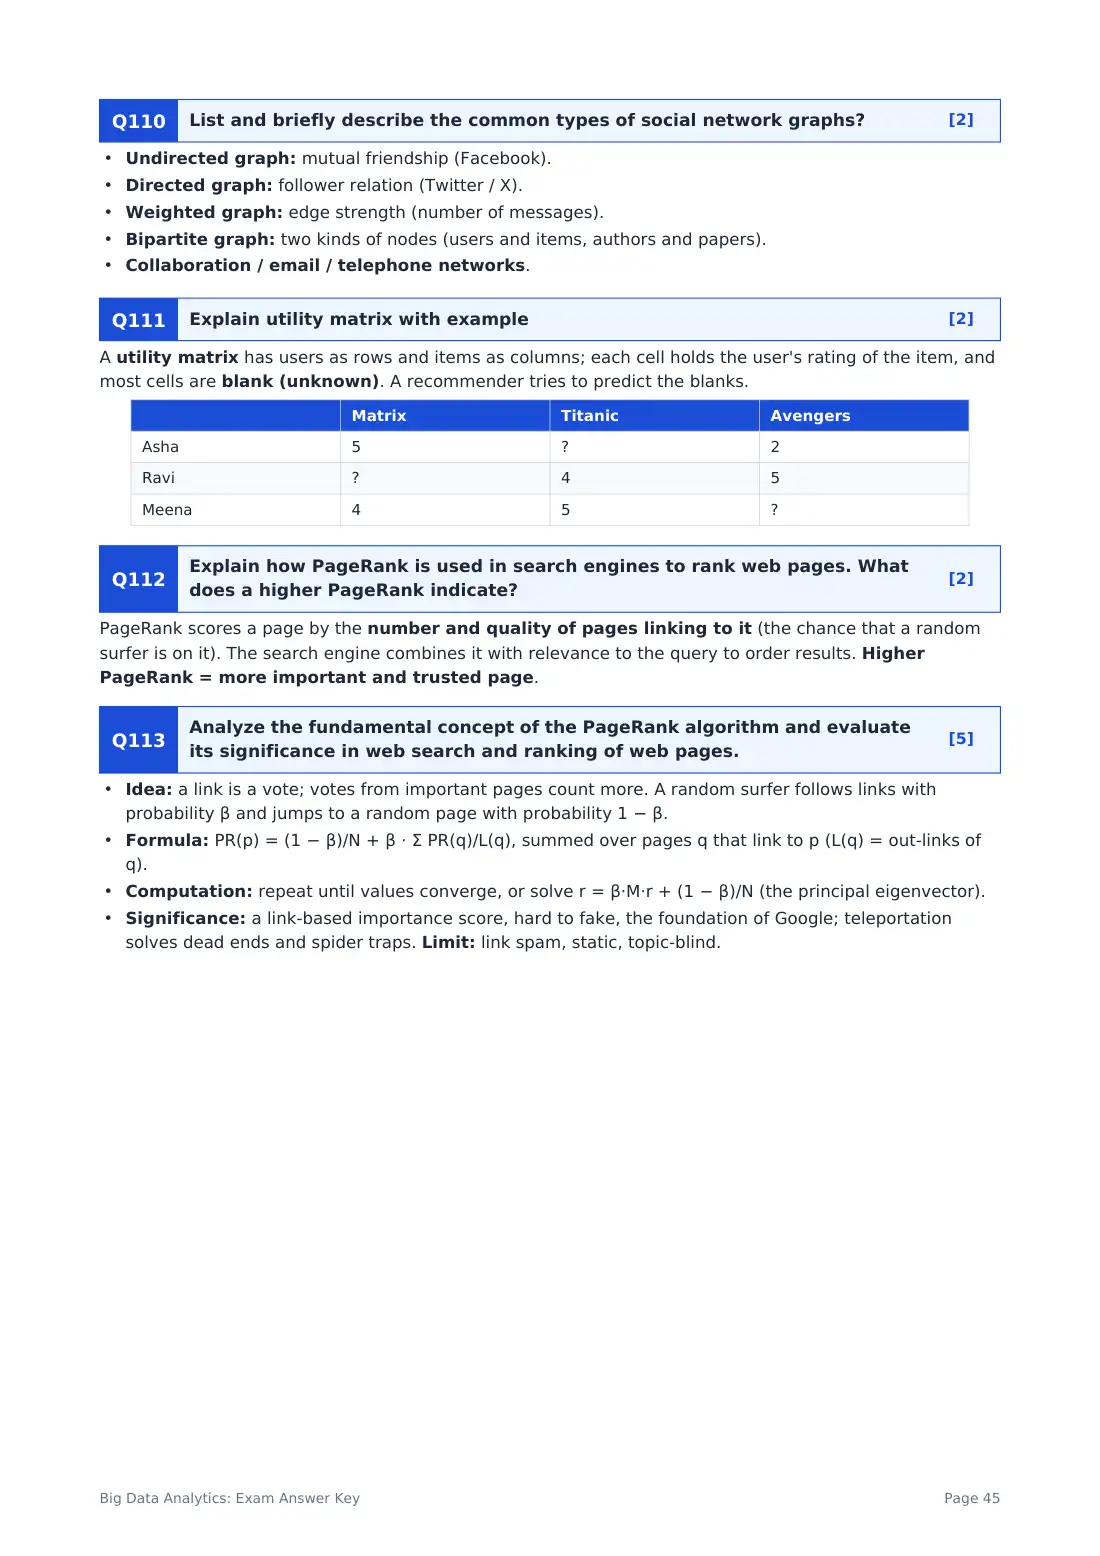 Q110 List and briefly describe the common types of social network graphs? [2]
• Undirected graph: mutual friendship (Facebook).
• Directed graph: follower relation (Twitter / X).
• Weighted graph: edge strength (number of messages).
• Bipartite graph: two kinds of nodes (users and items, authors and papers).
• Collaboration / email / telephone networks.
Q111 Explain utility matrix with example [2]
A utility matrix has users as rows and items as columns; each cell holds the user's rating of the item, and
most cells are blank (unknown). A recommender tries to predict the blanks.
Matrix Titanic Avengers
Asha 5 ? 2
Ravi ? 4 5
Meena 4 5 ?
Q112 Explain how PageRank is used in search engines to rank web pages. What [2]
does a higher PageRank indicate?
PageRank scores a page by the number and quality of pages linking to it (the chance that a random
surfer is on it). The search engine combines it with relevance to the query to order results. Higher
PageRank = more important and trusted page.
Q113 Analyze the fundamental concept of the PageRank algorithm and evaluate [5]
its significance in web search and ranking of web pages.
• Idea: a link is a vote; votes from important pages count more. A random surfer follows links with
probability β and jumps to a random page with probability 1 − β.
• Formula: PR(p) = (1 − β)/N + β · Σ PR(q)/L(q), summed over pages q that link to p (L(q) = out-links of
q).
• Computation: repeat until values converge, or solve r = β·M·r + (1 − β)/N (the principal eigenvector).
• Significance: a link-based importance score, hard to fake, the foundation of Google; teleportation
solves dead ends and spider traps. Limit: link spam, static, topic-blind.
Big Data Analytics: Exam Answer Key Page 45